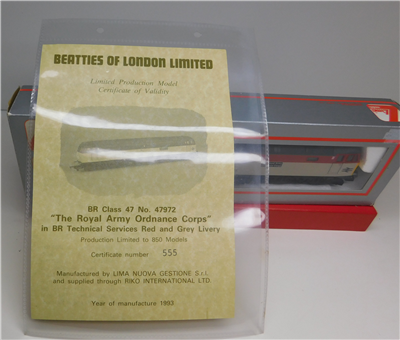 BEATTIES OF LONDON LIMITED
Limited Production Model
Certificate of Validity
BR Class 47 No. 47972
"The Royal Army Ordnance Corps"
in BR Technical Services Red and Grey Livery
Production Limited to 850 Models
Certificate number 555
Manufactured by LIMA NUOVA GESTIONE S.r.l.
and supplied through RIKO INTERNATIONAL LTD.
Year of manufacture 1993